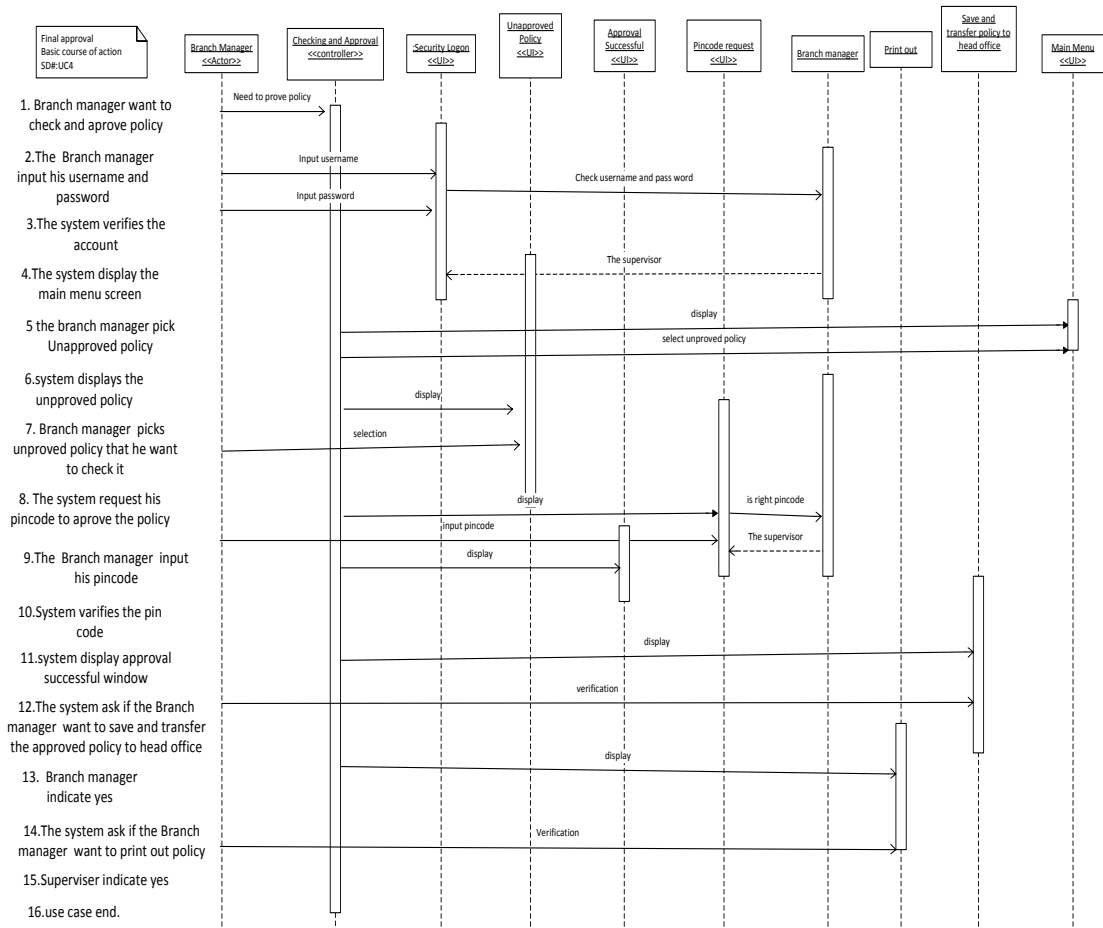 Final approval
Basic course of action
SD#:UC4
Branch Manager
<<Actor>>
Checking and Approval
<<controller>>
:Security Logon
<<UI>>
Unapproved
Policy
<<UI>>
Approval
Successful
<<UI>>
Pincode request
<<UI>>
Branch manager
Print out
Save and
transfer policy to
head office
Main Menu
<<UI>>
1. Branch manager want to
check and aprove policy
Need to prove policy
2.The Branch manager
input his username and
password
Input username
Check username and pass word
Input password
3.The system verifies the
account
4.The system display the
main menu screen
The supervisor
5 the branch manager pick
Unapproved policy
display
select unproved policy
6.system displays the
unpproved policy
display
7. Branch manager picks
unproved policy that he want
to check it
selection
8. The system request his
pincode to aprove the policy
display
is right pincode
input pincode
The supervisor
9.The Branch manager input
his pincode
display
10.System varifies the pin
code
11.system display approval
successful window
display
12.The system ask if the Branch
manager want to save and transfer
the approved policy to head office
verification
13. Branch manager
indicate yes
display
14.The system ask if the Branch
manager want to print out policy
Verification
15.Superviser indicate yes
16.use case end.